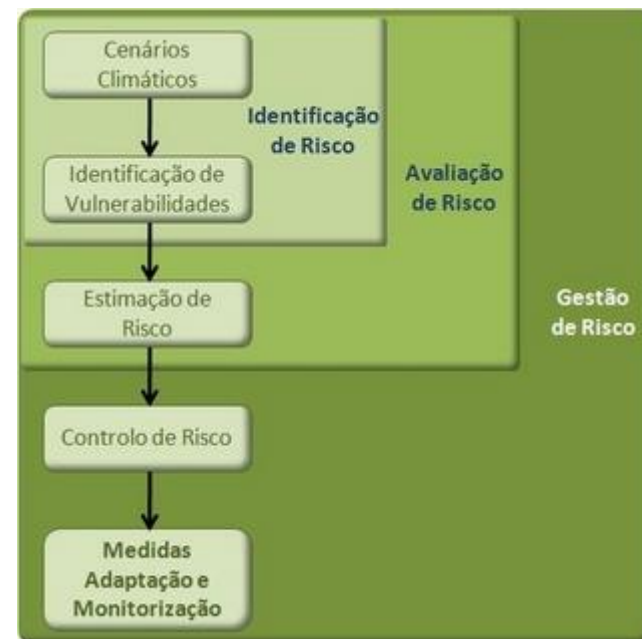 Cenários
Climáticos
Identificação
de Risco
Identificação de
Vulnerabilidades
Avaliação
de Risco
Estimação de
Risco
Gestão
de Risco
Controlo de Risco
Medidas
Adaptação e
Monitorização